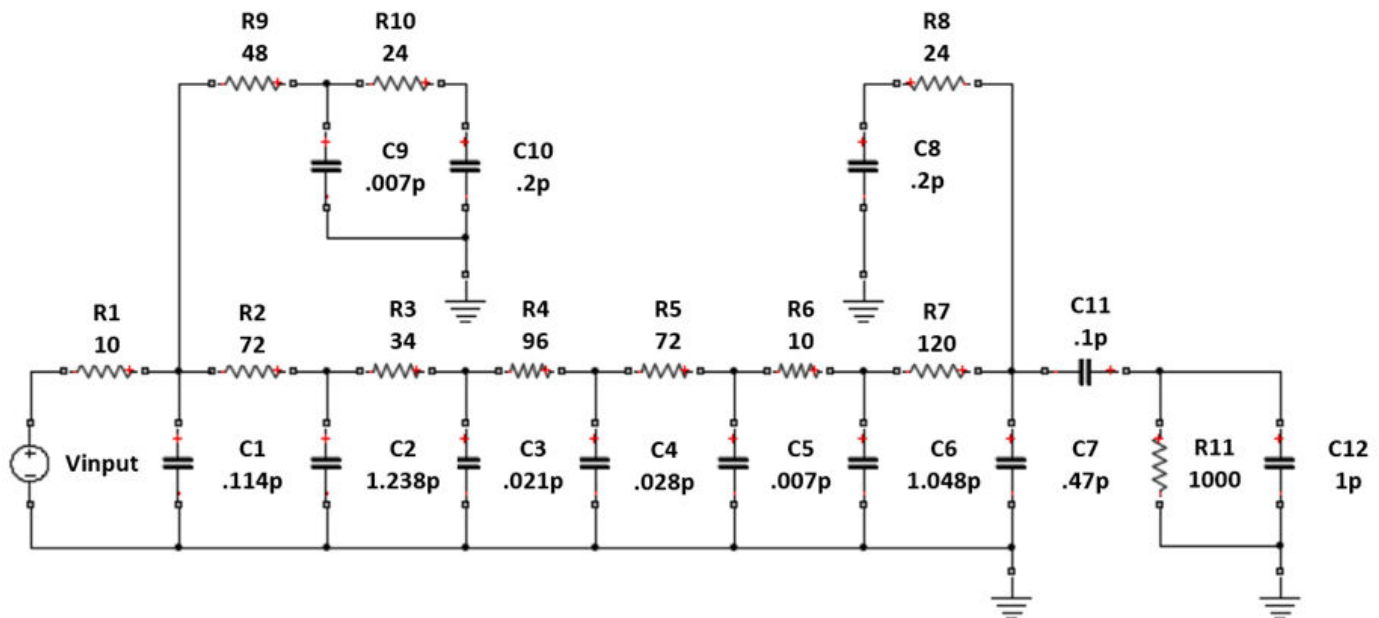 R9
48
R10
24
R8
24
C9
.007p
C10
.2p
C8
.2p
R1
10
R2
72
R3
34
R4
96
R5
72
R6
10
R7
120
C11
.1p
Vinput
C1
.114p
C2
1.238p
C3
.021p
C4
.028p
C5
.007p
C6
1.048p
C7
.47p
R11
1000
C12
1p